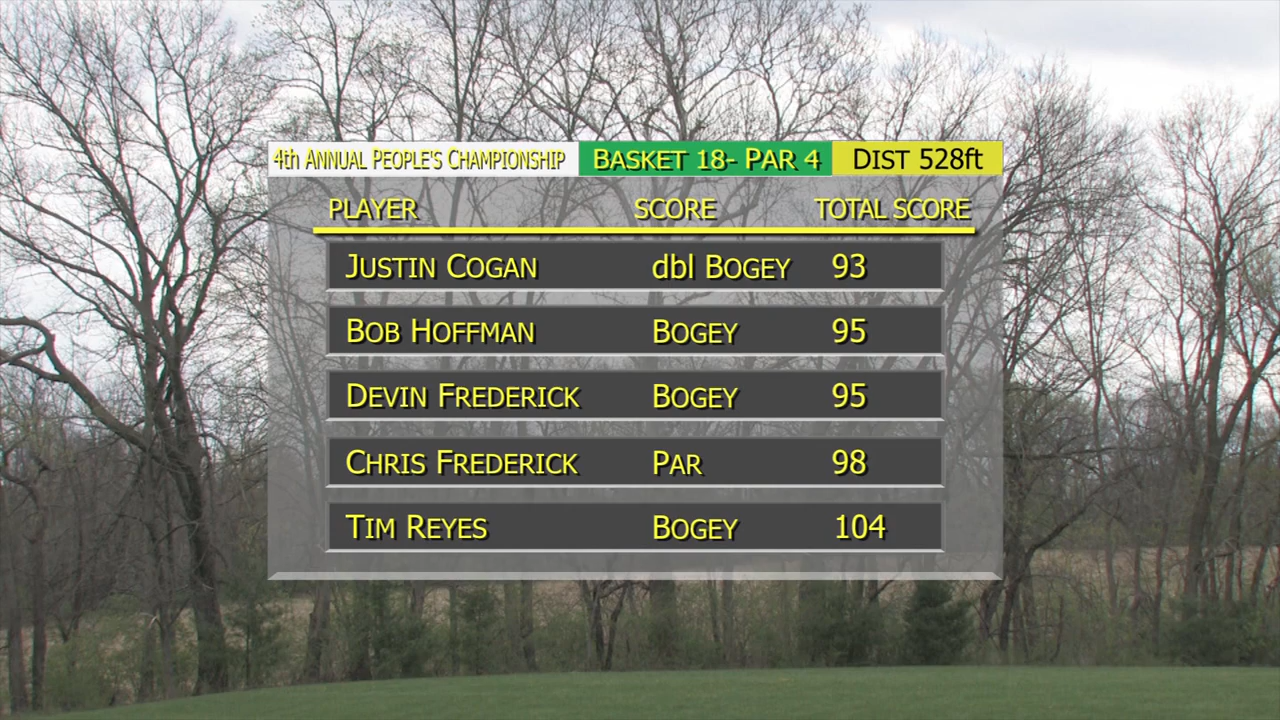 4th ANNUAL PEOPLE'S CHAMPIONSHIP BASKET 18- PAR 4 DIST 528ft
PLAYER SCORE TOTAL SCORE
JUSTIN COGAN dbl BOGEY 93
BOB HOFFMAN BOGEY 95
DEVIN FREDERICK BOGEY 95
CHRIS FREDERICK PAR 98
TIM REYES BOGEY 104